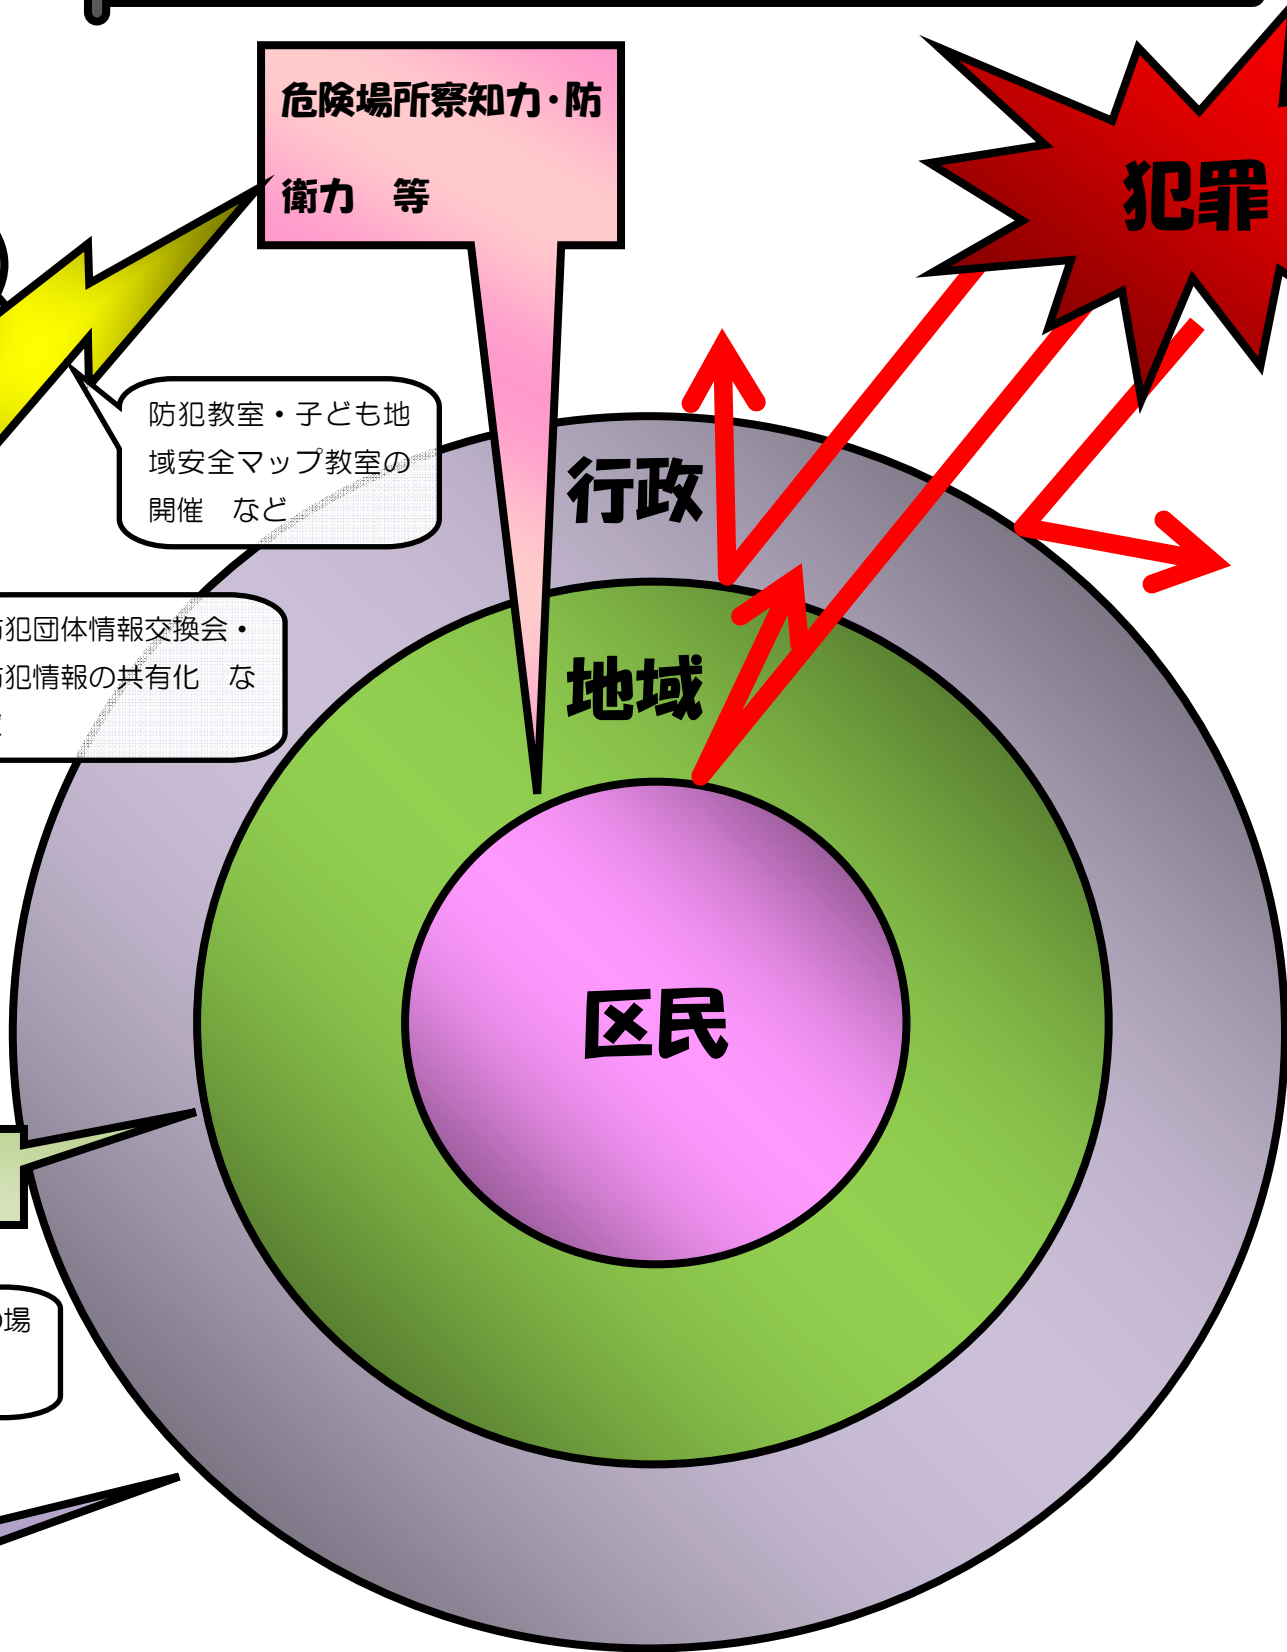 危険場所察知力・防
衛力　等
犯罪
防犯教室・子ども地
域安全マップ教室の
開催　など
行政
犯団体情報交換会・
犯情報の共有化　な
地域
区民
場